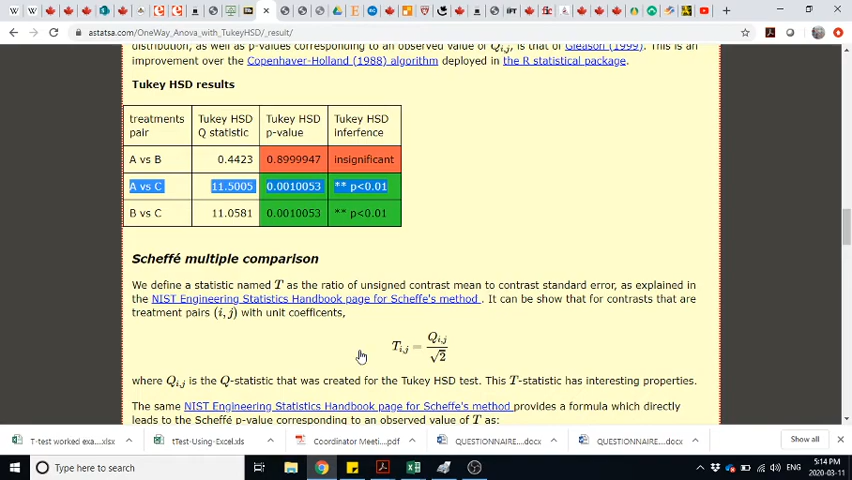 astatsa.com/OneWay_Anova_with_TukeyHSD/_result/
distribution, as well as p-values corresponding to an observed value of Qi,j, is that of Gleason (1999). This is an
improvement over the Copenhaver-Holland (1988) algorithm deployed in the R statistical package.
Tukey HSD results
treatments pair Tukey HSD Q statistic Tukey HSD p-value Tukey HSD inferfence
A vs B 0.4423 0.8999947 insignificant
A vs C 11.5005 0.0010053 ** p<0.01
B vs C 11.0581 0.0010053 ** p<0.01
Scheffé multiple comparison
We define a statistic named T as the ratio of unsigned contrast mean to contrast standard error, as explained in
the NIST Engineering Statistics Handbook page for Scheffe's method . It can be show that for contrasts that are
treatment pairs (i, j) with unit coefficents,
Ti,j = Qi,j / √2
where Qi,j is the Q-statistic that was created for the Tukey HSD test. This T-statistic has interesting properties.
The same NIST Engineering Statistics Handbook page for Scheffe's method provides a formula which directly
leads to the Scheffé p-value corresponding to an observed value of T as:
T-test worked exa....xlsx
tTest-Using-Excel.xls
Coordinator Meeti....pdf
QUESTIONNAIRE....docx
QUESTIONNAIRE....docx
Show all
Type here to search
ENG
5:14 PM
2020-03-11